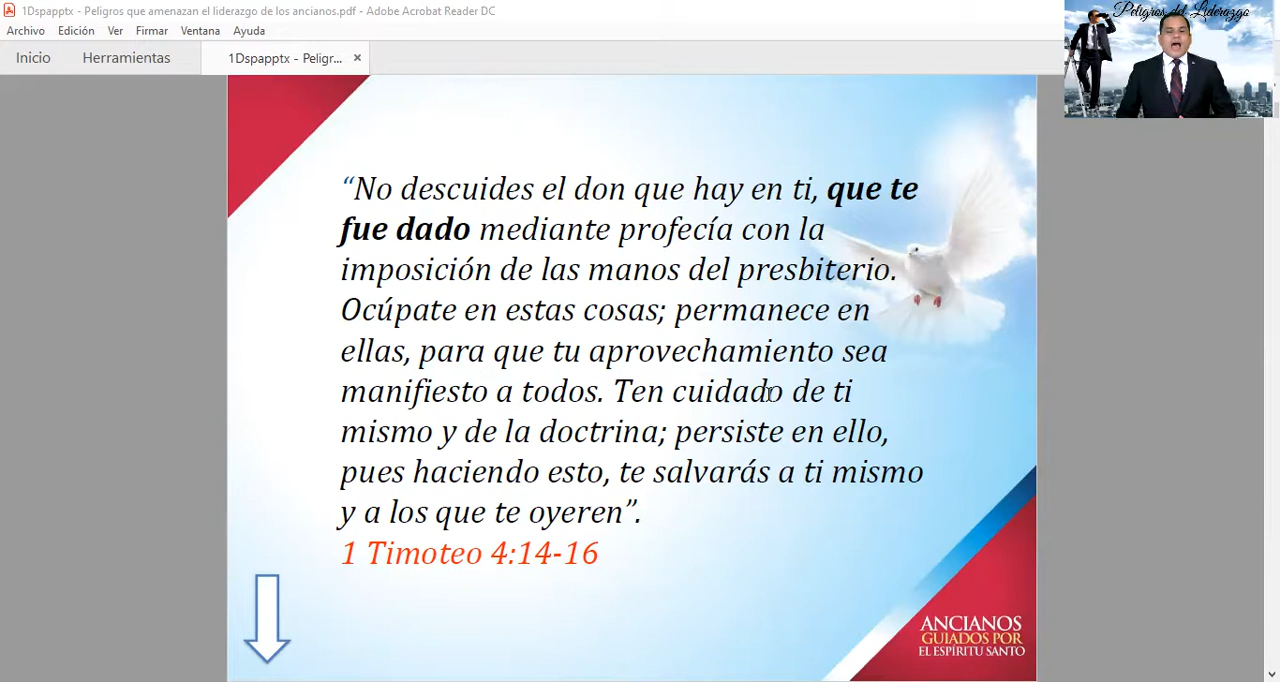 1Dspapptx - Peligros que amenazan el liderazgo de los ancianos.pdf - Adobe Acrobat Reader DC
Archivo Edición Ver Firmar Ventana Ayuda
Inicio Herramientas 1Dspapptx - Peligr... ×
Peligros del Liderazgo
“No descuides el don que hay en ti, que te
fue dado mediante profecía con la
imposición de las manos del presbiterio.
Ocúpate en estas cosas; permanece en
ellas, para que tu aprovechamiento sea
manifiesto a todos. Ten cuidado de ti
mismo y de la doctrina; persiste en ello,
pues haciendo esto, te salvarás a ti mismo
y a los que te oyeren”.
1 Timoteo 4:14-16
ANCIANOS
GUIADOS POR
EL ESPÍRITU SANTO